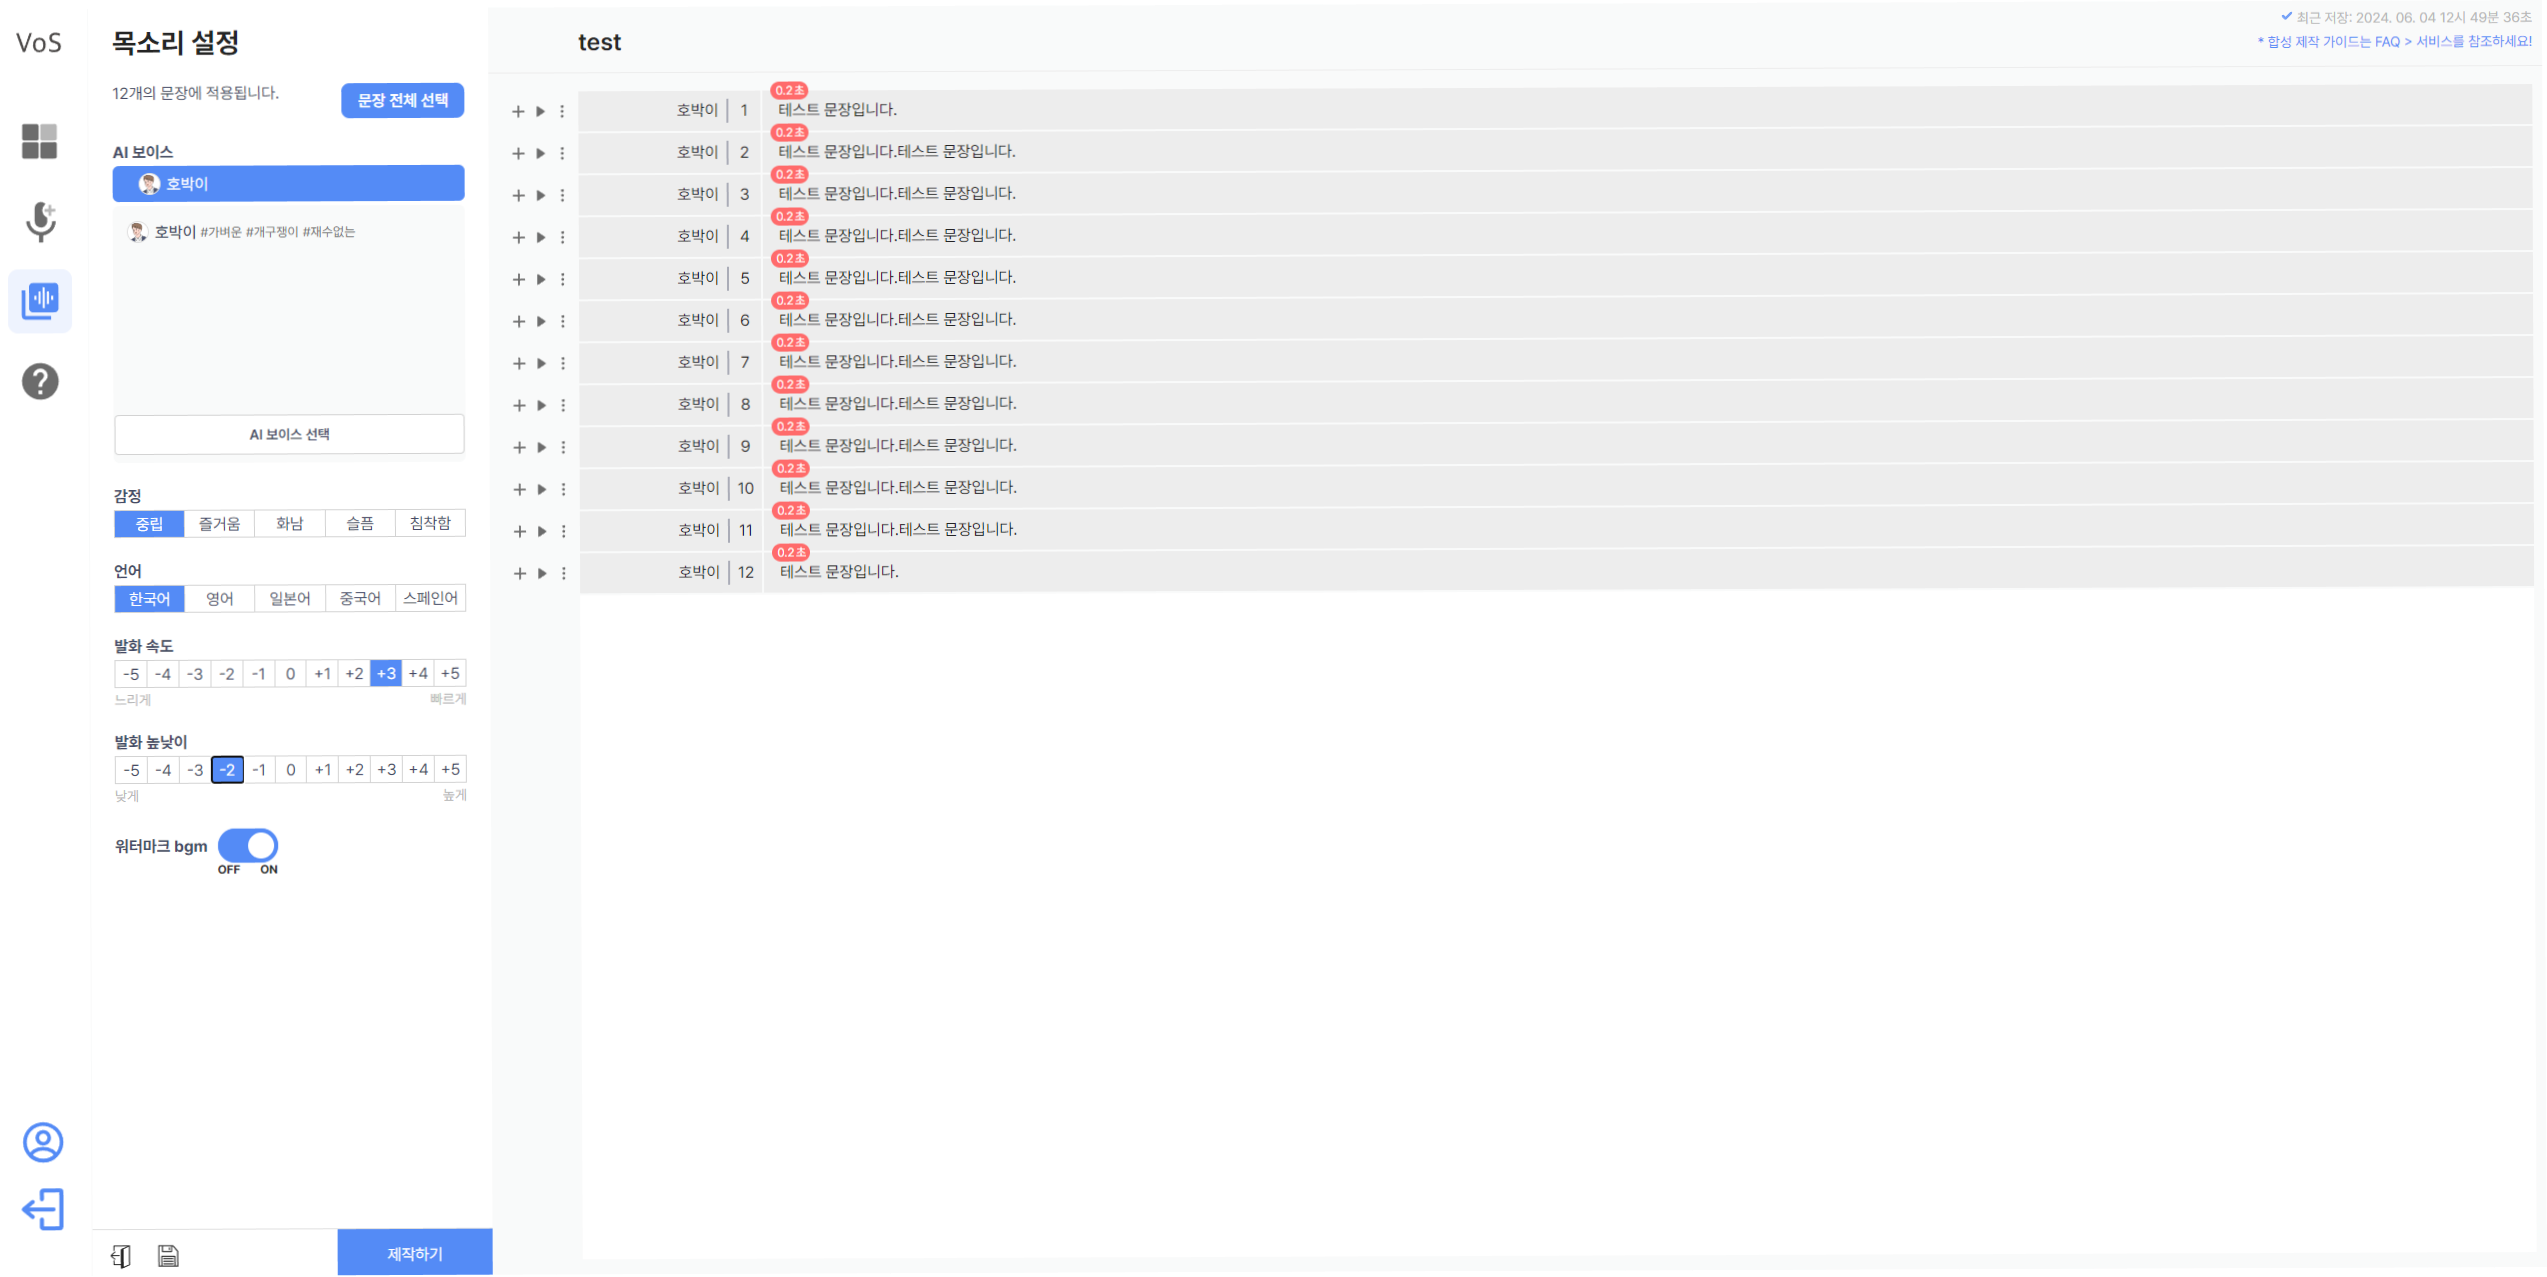 VoS
목소리 설정
12개의 문장에 적용됩니다.
문장 전체 선택
AI 보이스
호박이
호박이 #가벼운 #개구쟁이 #재수없는
AI 보이스 선택
감정
중립 즐거움 화남 슬픔 침착함
언어
한국어 영어 일본어 중국어 스페인어
발화 속도
-5 -4 -3 -2 -1 0 +1 +2 +3 +4 +5
느리게 빠르게
발화 높낮이
-5 -4 -3 -2 -1 0 +1 +2 +3 +4 +5
낮게 높게
워터마크 bgm
OFF ON
제작하기
test
최근 저장: 2024. 06. 04 12시 49분 36초
* 합성 제작 가이드는 FAQ > 서비스를 참조하세요!
0.2초
호박이 1 테스트 문장입니다.
0.2초
호박이 2 테스트 문장입니다.테스트 문장입니다.
0.2초
호박이 3 테스트 문장입니다.테스트 문장입니다.
0.2초
호박이 4 테스트 문장입니다.테스트 문장입니다.
0.2초
호박이 5 테스트 문장입니다.테스트 문장입니다.
0.2초
호박이 6 테스트 문장입니다.테스트 문장입니다.
0.2초
호박이 7 테스트 문장입니다.테스트 문장입니다.
0.2초
호박이 8 테스트 문장입니다.테스트 문장입니다.
0.2초
호박이 9 테스트 문장입니다.테스트 문장입니다.
0.2초
호박이 10 테스트 문장입니다.테스트 문장입니다.
0.2초
호박이 11 테스트 문장입니다.테스트 문장입니다.
0.2초
호박이 12 테스트 문장입니다.